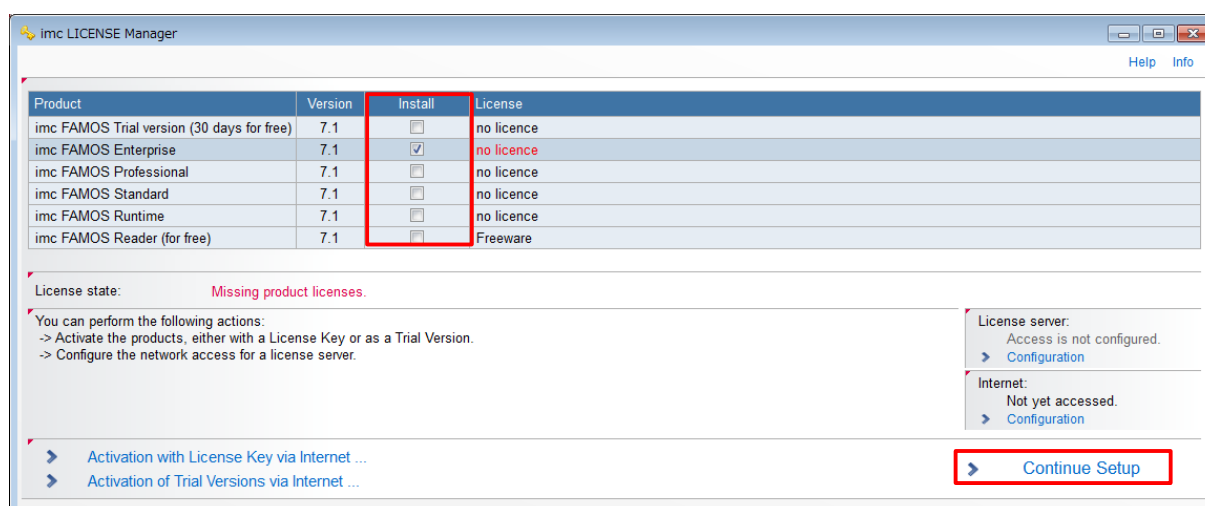 imc LICENSE Manager
Help Info
Product Version Install License
imc FAMOS Trial version (30 days for free) 7.1 no licence
imc FAMOS Enterprise 7.1 no licence
imc FAMOS Professional 7.1 no licence
imc FAMOS Standard 7.1 no licence
imc FAMOS Runtime 7.1 no licence
imc FAMOS Reader (for free) 7.1 Freeware
License state: Missing product licenses.
You can perform the following actions:
-> Activate the products, either with a License Key or as a Trial Version.
-> Configure the network access for a license server.
License server:
Access is not configured.
Configuration
Internet:
Not yet accessed.
Configuration
Activation with License Key via Internet ...
Activation of Trial Versions via Internet ...
Continue Setup